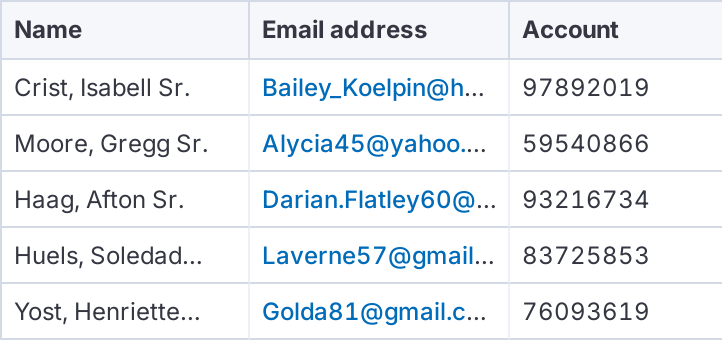 Name Email address Account
Crist, Isabell Sr. Bailey_Koelpin@h... 97892019
Moore, Gregg Sr. Alycia45@yahoo.... 59540866
Haag, Afton Sr. Darian.Flatley60@... 93216734
Huels, Soledad... Laverne57@gmail... 83725853
Yost, Henriette... Golda81@gmail.c... 76093619